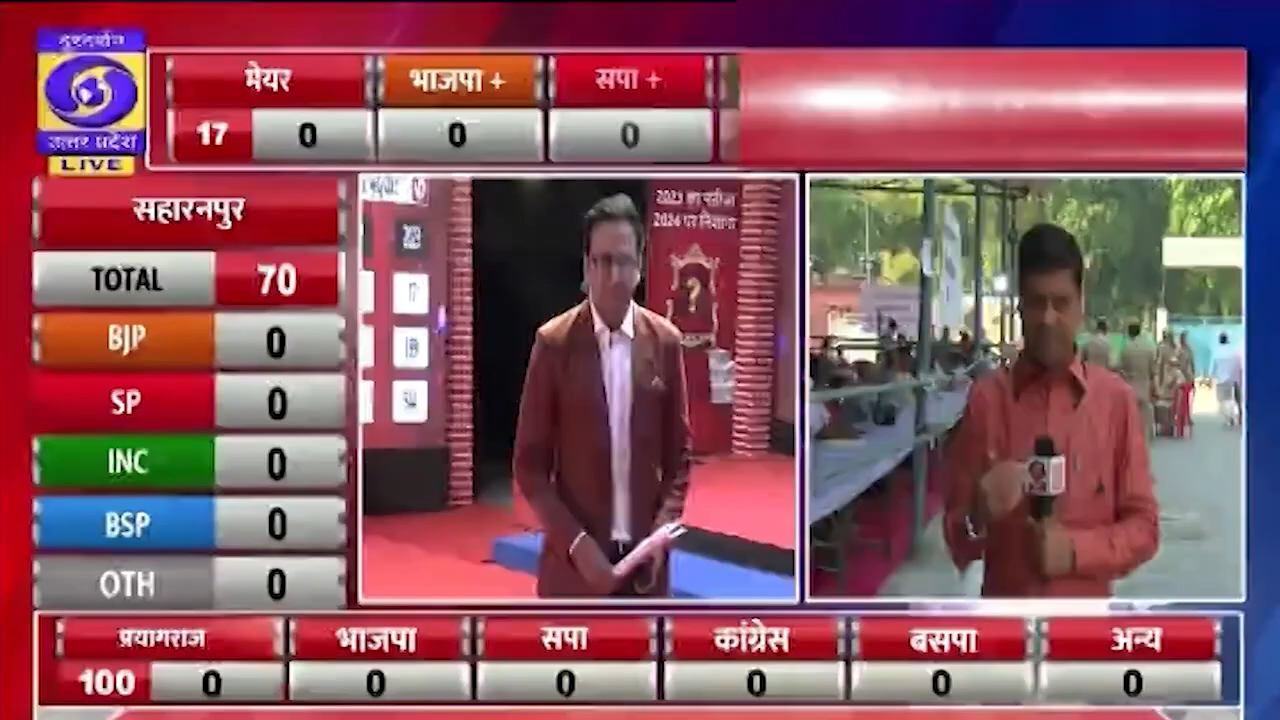 दूरदर्शन
उत्तर प्रदेश
LIVE
मेयर भाजपा + सपा +
17 0 0 0
सहारनपुर
TOTAL 70
BJP 0
SP 0
INC 0
BSP 0
OTH 0
2023 का
2024 पर निशाना
?
प्रयागराज भाजपा सपा कांग्रेस बसपा अन्य
100 0 0 0 0 0 0